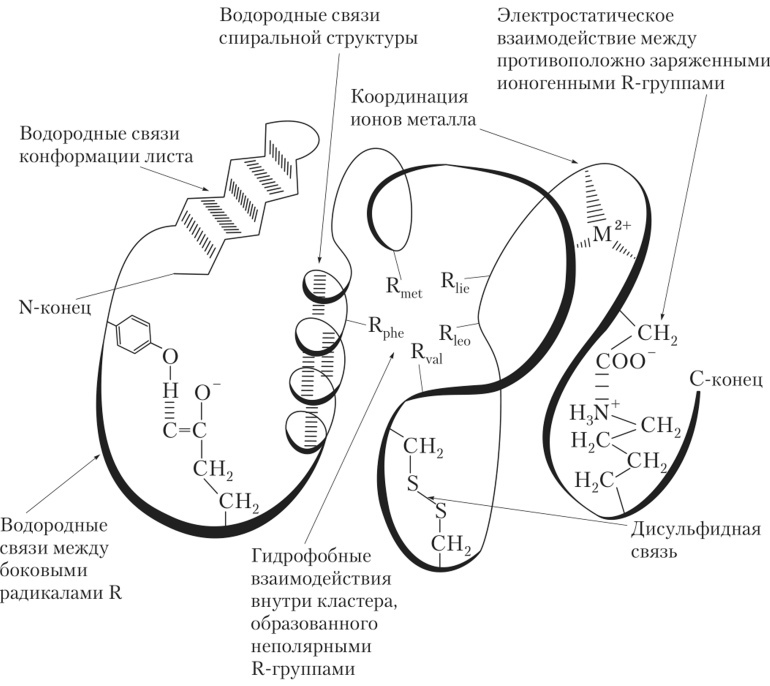 Водородные связи
спиральной структуры
Электростатическое
взаимодействие между
противоположно заряженными
ионогенными R-группами
Координация
ионов металла
Водородные связи
конформации листа
M2+
N-конец
Rmet
Rlie
Rphe
Rleo
Rval
CH2
COO−
C-конец
O
H
O−
C=C
CH2
CH2
H3N+
H2C
CH2
CH2
H2C
CH2
S
S
CH2
Водородные
связи между
боковыми
радикалами R
Гидрофобные
взаимодействия
внутри кластера,
образованного
неполярными
R-группами
Дисульфидная
связь